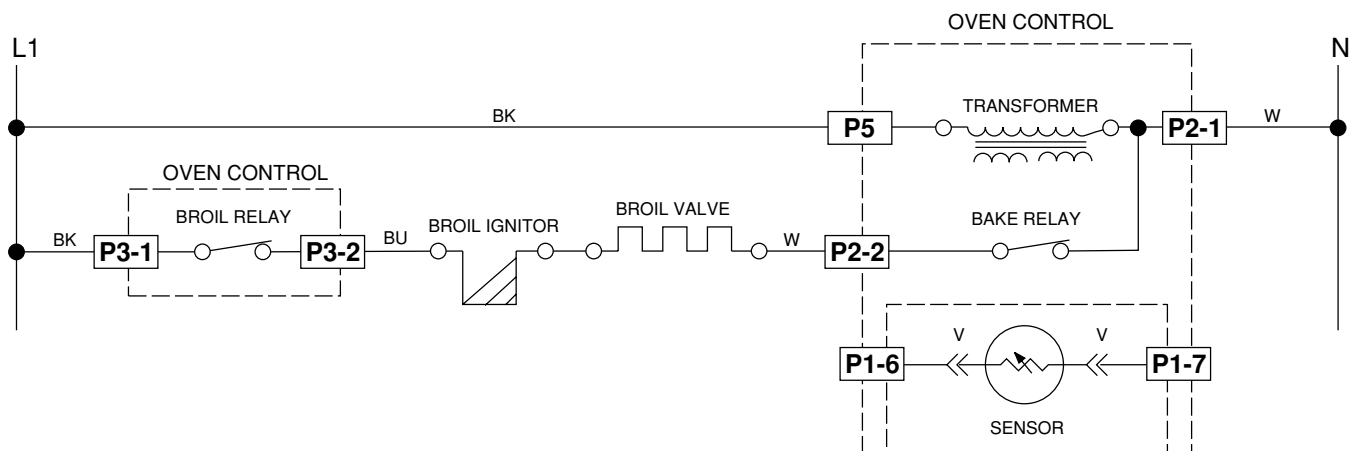 OVEN CONTROL
L1
N
BK
P5
TRANSFORMER
P2-1
W
OVEN CONTROL
BROIL RELAY
BK
P3-1
P3-2
BU
BROIL IGNITOR
BROIL VALVE
W
P2-2
BAKE RELAY
P1-6
V
V
P1-7
SENSOR